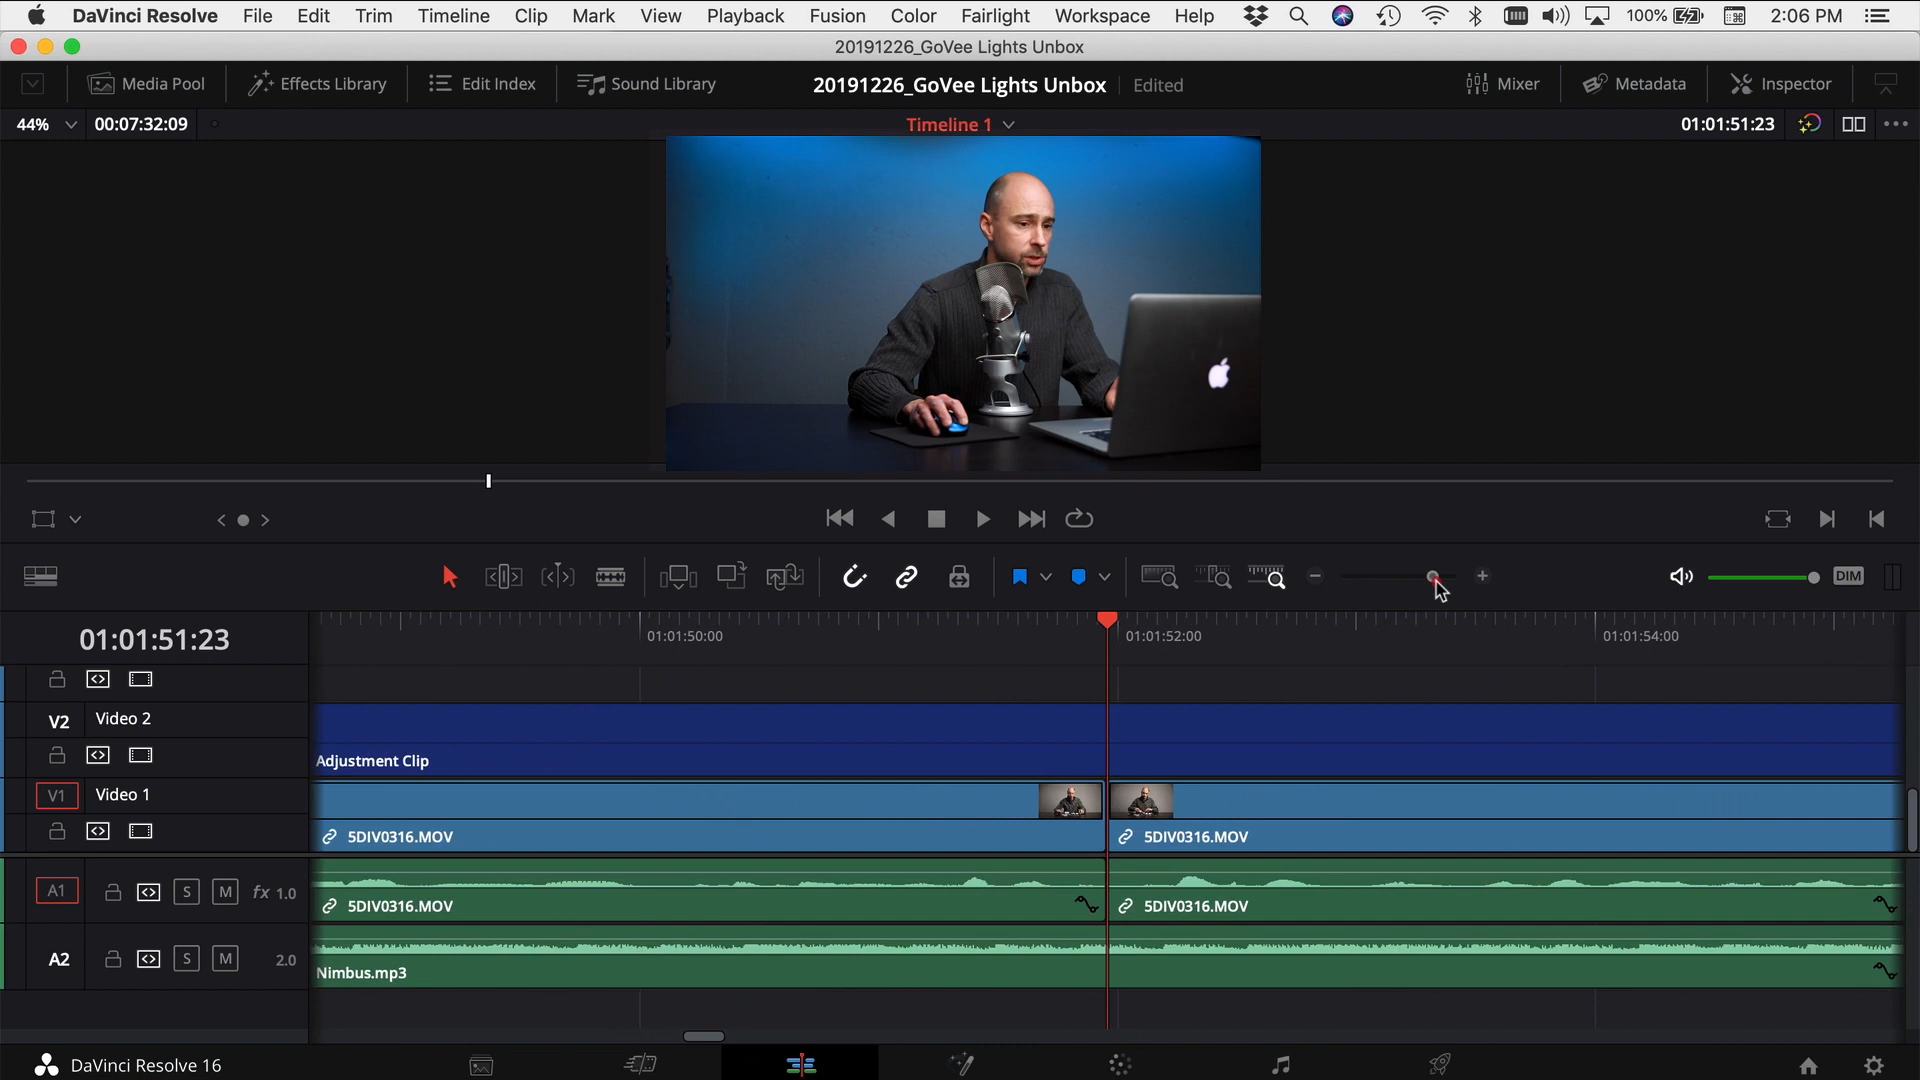 DaVinci Resolve File Edit Trim Timeline Clip Mark View Playback Fusion Color Fairlight Workspace Help 100% 2:06 PM
20191226_GoVee Lights Unbox
Media Pool Effects Library Edit Index Sound Library 20191226_GoVee Lights Unbox Edited Mixer Metadata Inspector
44% 00:07:32:09 Timeline 1 01:01:51:23
DIM
01:01:51:23 01:01:50:00 01:01:52:00 01:01:54:00
V2 Video 2
Adjustment Clip
V1 Video 1
5DIV0316.MOV 5DIV0316.MOV
A1 S M fx 1.0
5DIV0316.MOV 5DIV0316.MOV
A2 S M 2.0
Nimbus.mp3
DaVinci Resolve 16